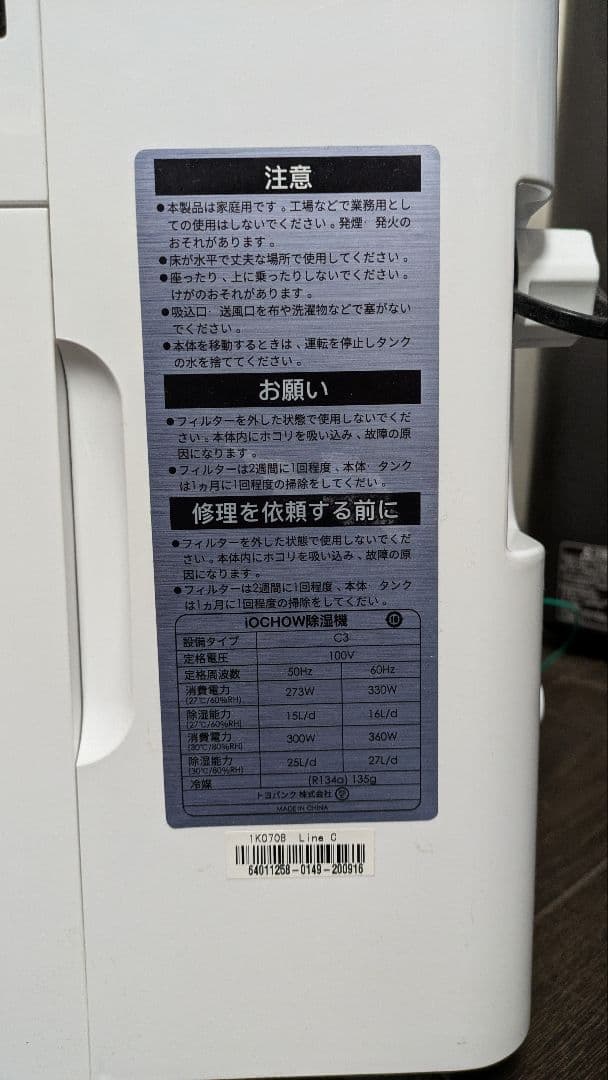 注意
●本製品は家庭用です。工場などで業務用とし
ての使用はしないでください。発煙·発火の
おそれがあります。
●床が水平で丈夫な場所で使用してください。
●座ったり、上に乗ったりしないでください。
けがのおそれがあります。
●吸込口·送風口を布や洗濯物などで塞がない
でください。
●本体を移動するときは、運転を停止しタンク
の水を捨ててください。
お願い
●フィルターを外した状態で使用しないでくだ
さい。本体内にホコリを吸い込み、故障の原
因になります。
●フィルターは2週間に1回程度、本体·タンク
は1ヵ月に1回程度の掃除をしてください。
修理を依頼する前に
●フィルターを外した状態で使用しないでくだ
さい。本体内にホコリを吸い込み、故障の原
因になります。
●フィルターは2週間に1回程度、本体·タンク
は1ヵ月に1回程度の掃除をしてください。
iOCHOW除湿機
設備タイプ C3
定格電圧 100V
定格周波数 50Hz 60Hz
消費電力 273W 330W
(27℃/60%RH)
除湿能力 15L/d 16L/d
(27℃/60%RH)
消費電力 300W 360W
(30℃/80%RH)
除湿能力 25L/d 27L/d
(30℃/80%RH)
冷媒 (R134a) 135g
トヨバンク 株式会社
MADE IN CHINA
1K070B Line C
64011258-0149-200916